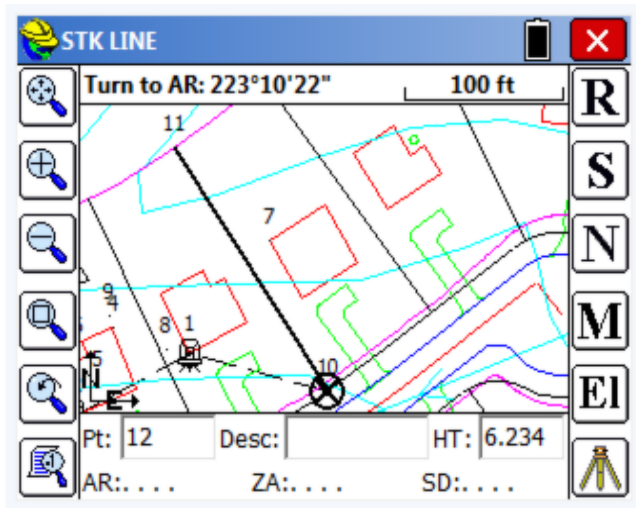 STK LINE
Turn to AR: 223°10'22" 100 ft
R
11
S
7
N
9
4
8 1
M
5
10
N
E
El
Pt: 12 Desc: HT: 6.234
AR:. . . . ZA:. . . . SD:. . . .